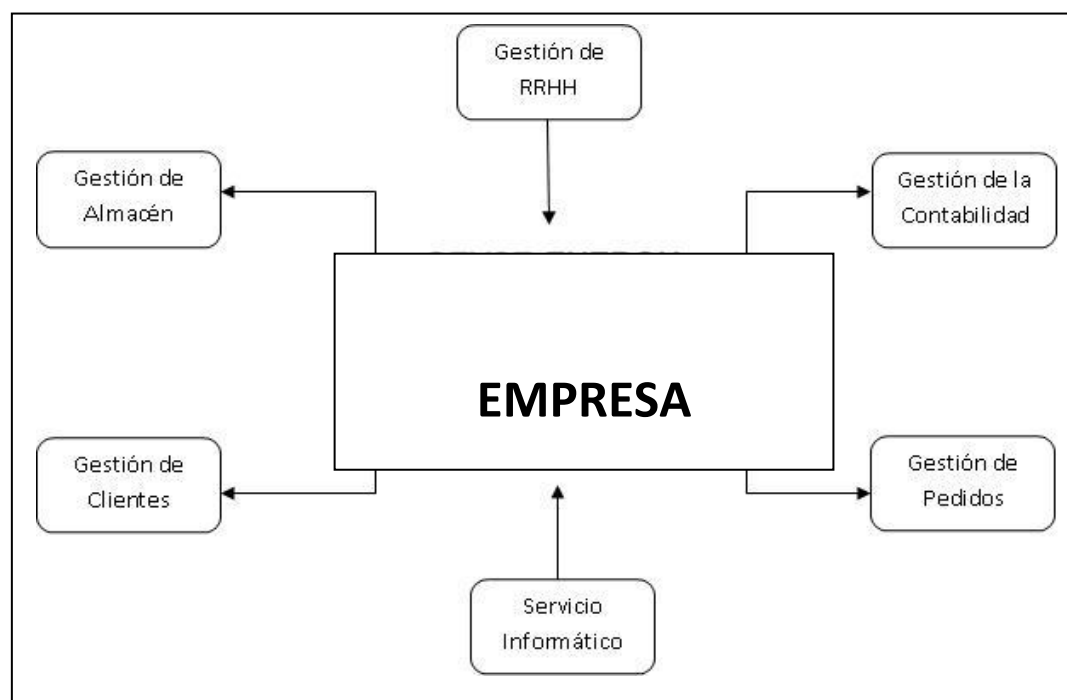 Gestión de
RRHH
Gestión de
Almacén
Gestión de la
Contabilidad
EMPRESA
Gestión de
Clientes
Gestión de
Pedidos
Servicio
Informático